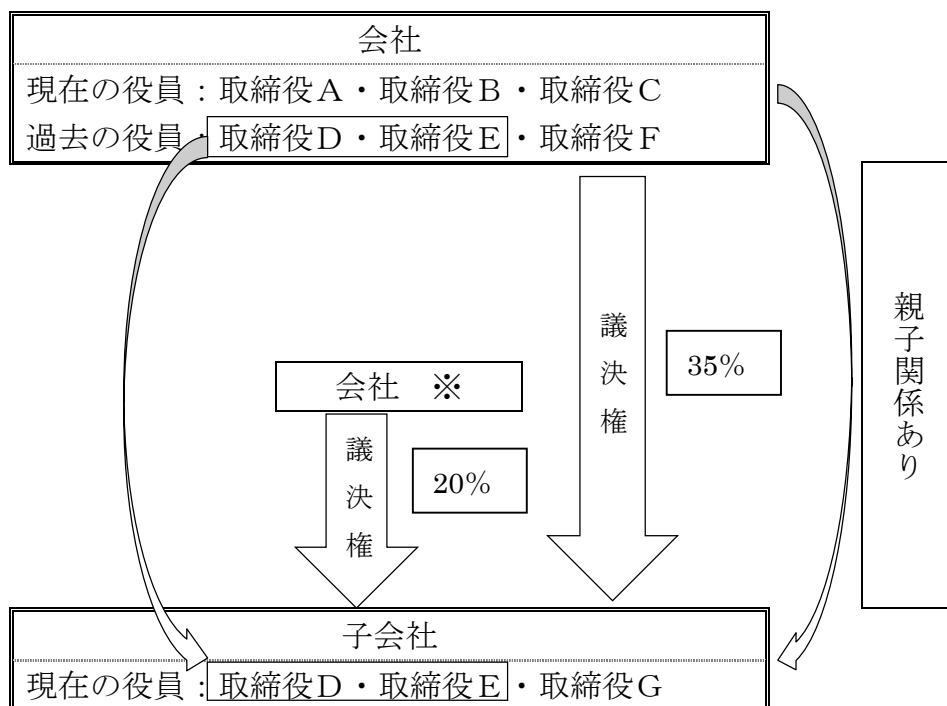 会社
現在の役員：取締役A・取締役B・取締役C
過去の役員：取締役D・取締役E・取締役F
親子関係あり
議決権
35%
会社　※
議決権
20%
子会社
現在の役員：取締役D・取締役E・取締役G